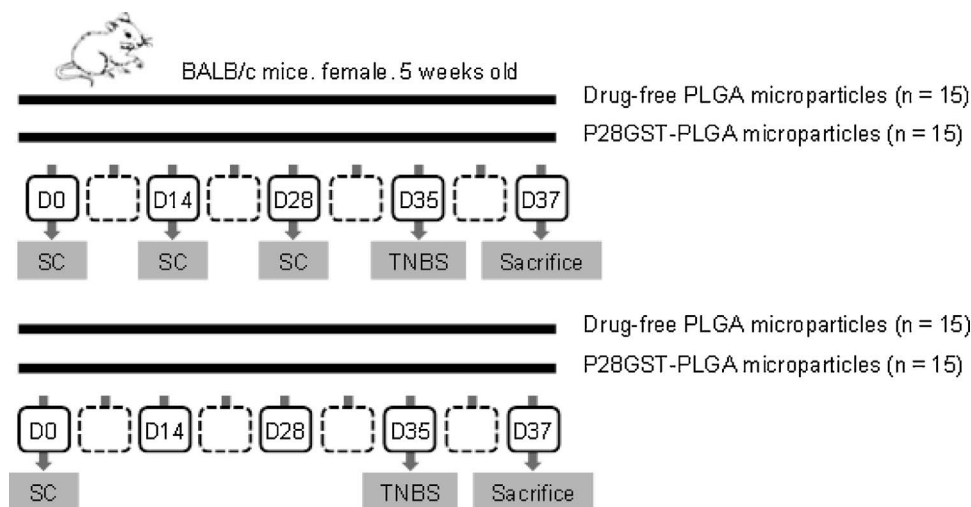 BALB/c mice. female. 5 weeks old
Drug-free PLGA microparticles (n = 15)
P28GST-PLGA microparticles (n = 15)
D0 D14 D28 D35 D37
SC SC SC TNBS Sacrifice
Drug-free PLGA microparticles (n = 15)
P28GST-PLGA microparticles (n = 15)
D0 D14 D28 D35 D37
SC TNBS Sacrifice